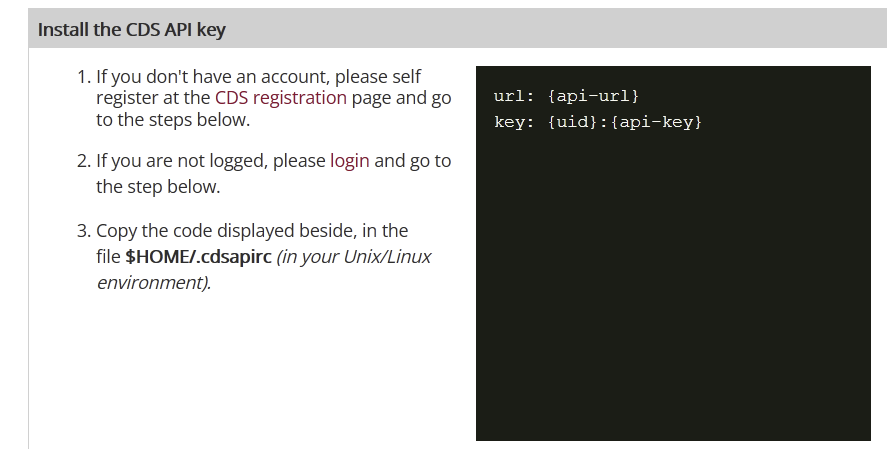 Install the CDS API key
1. If you don't have an account, please self
register at the CDS registration page and go
to the steps below.
2. If you are not logged, please login and go to
the step below.
3. Copy the code displayed beside, in the
file $HOME/.cdsapirc (in your Unix/Linux
environment).
url: {api-url}
key: {uid}:{api-key}